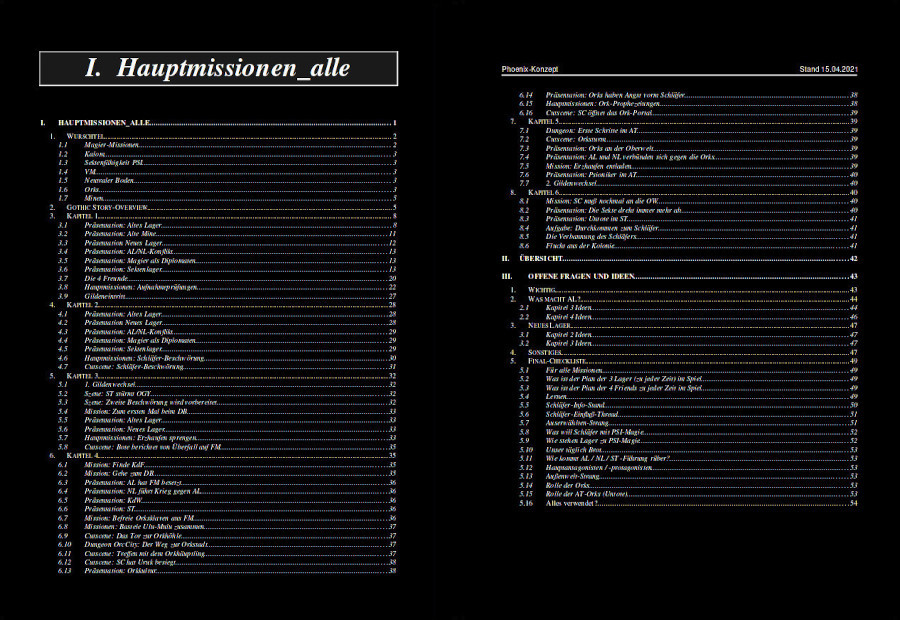 I. Hauptmissionen_alle
I. HAUPTMISSIONEN_ALLE 1
1. WURSCHTEL 2
1.1 Magier-Missionen 2
1.2 Kalom 3
1.3 Sektenfähigkeit PSI 3
1.4 VM 3
1.5 Neutraler Boden 3
1.6 Orks 3
1.7 Minen 5
2. GOTHIC STORY-OVERVIEW 5
3. KAPITEL 1 8
3.1 Präsentation: Altes Lager 8
3.2 Präsentation: Alte Mine 11
3.3 Präsentation Neues Lager 12
3.4 Präsentation: AL/NL-Konflikt 13
3.5 Präsentation: Magier als Diplomaten 13
3.6 Präsentation: Sektenlager 13
3.7 Die 4 Freunde 20
3.8 Hauptmissionen: Aufnahmeprüfungen 22
3.9 Gildeneintritt 27
4. KAPITEL 2 28
4.1 Präsentation: Altes Lager 28
4.2 Präsentation Neues Lager 28
4.3 Präsentation: AL/NL-Konflikt 29
4.4 Präsentation: Magier als Diplomaten 29
4.5 Präsentation: Sektenlager 29
4.6 Hauptmissionen: Schläfer-Beschwörung 30
4.7 Cutscene: Schläfer-Beschwörung 31
5. KAPITEL 3 32
5.1 1. Gildenwechsel 32
5.2 Szene: ST stürmt OGY 32
5.3 Szene: Zweite Beschwörung wird vorbereitet 32
5.4 Mission: Zum ersten Mal beim DB 33
5.5 Präsentation: Altes Lager 33
5.6 Präsentation: Neues Lager 33
5.7 Hauptmissionen: Erzhaufen sprengen 33
5.8 Cutscene: Bote berichtet von Überfall auf FM 35
6. KAPITEL 4 35
6.1 Mission: Finde KdF 35
6.2 Mission: Gehe zum DB 35
6.3 Präsentation: AL hat FM besetzt 36
6.4 Präsentation: NL führt Krieg gegen AL 36
6.5 Präsentation: KdW 36
6.6 Präsentation: ST 36
6.7 Mission: Befreie Orksklaven aus FM 36
6.8 Missionen: Bastele Ulu-Mulu zusammen 37
6.9 Cutscene: Das Tor zur Orkhöhle 37
6.10 Dungeon OrcCity: Der Weg zur Orkstadt 37
6.11 Cutscene: Treffen mit dem Orkhäuptling 37
6.12 Cutscene: SC hat Uruk besiegt 38
6.13 Präsentation: Orkkultur 38
Phoenix-Konzept Stand 15.04.2021
6.14 Präsentation: Orks haben Angst vorm Schläfer 38
6.15 Hauptmissionen: Ork-Prophezeiungen 38
6.16 Cutscene: SC öffnet das Ork-Portal 39
7. KAPITEL 5 39
7.1 Dungeon: Erste Schritte im AT 39
7.2 Cutscene: Orksturm 39
7.3 Präsentation: Orks an der Oberwelt 39
7.4 Präsentation: AL und NL verbünden sich gegen die Orks 39
7.5 Mission: Erzhaufen entladen 39
7.6 Präsentation: Psioniker im AT 40
7.7 2. Gildenwechsel 40
8. KAPITEL 6 40
8.1 Mission: SC muß nochmal an die OW 40
8.2 Präsentation: Die Sekte dreht immer mehr ab 40
8.3 Präsentation: Untote im ST 41
8.4 Aufgabe: Durchkommen zum Schläfer 41
8.5 Die Verbannung des Schläfers 41
8.6 Flucht aus der Kolonie 41
II. ÜBERSICHT 42
III. OFFENE FRAGEN UND IDEEN 43
1. WICHTIG 43
2. WAS MACHT AL? 44
2.1 Kapitel 3 Ideen 44
2.2 Kapitel 4 Ideen 46
3. NEUES LAGER 47
3.1 Kapitel 2 Ideen 47
3.2 Kapitel 3 Ideen 47
4. SONSTIGES 47
5. FINAL-CHECKLISTE 49
5.1 Für alle Missionen 49
5.2 Was ist der Plan der 3 Lager (zu jeder Zeit) im Spiel 49
5.3 Was ist der Plan der 4 Friends zu jeder Zeit im Spiel 49
5.4 Lernen 49
5.5 Schläfer-Info-Stand 50
5.6 Schläfer-Einfluß-Thread 51
5.7 Auserwählten-Strang 51
5.8 Was will Schläfer mit PSI-Magie 52
5.9 Wie stehen Lager zu PSI-Magie 52
5.10 Unser täglich Brot 53
5.11 Wie kommt AL / NL / ST -Führung rüber? 53
5.12 Hauptantagonisten / -protagonisten 53
5.13 Außenwelt-Strang 53
5.14 Rolle der Orks 53
5.15 Rolle der AT-Orks (Untote) 53
5.16 Alles verwendet? 54